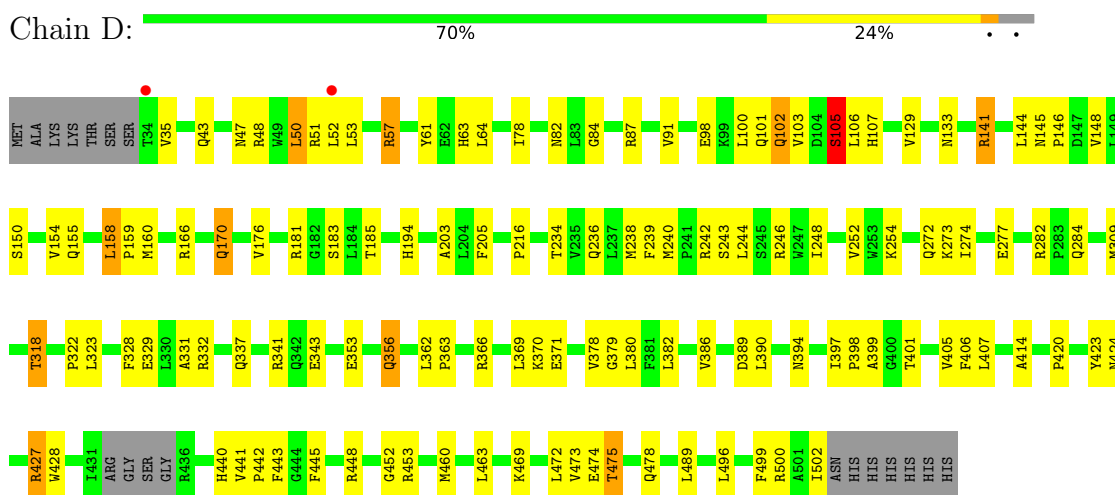 Chain D:
70% 24% • •
MET ALA LYS LYS THR SER SER T34 V35 Q43 N47 R48 W49 L50 R51 L52 L53 R57 Y61 E62 H63 L64 I78 N82 L83 G84 R87 V91 E98 K99 L100 Q101 Q102 V103 D104 S105 L106 H107 V129 N133 R141 L144 N145 P146 D147 V148 L149
S150 V154 Q155 L158 P159 M160 R166 Q170 V176 R181 G182 S183 L184 T185 H194 A203 L204 F205 P216 T234 V235 Q236 L237 M238 F239 M240 P241 R242 S243 L244 S245 R246 W247 I248 V252 W253 K254 Q272 K273 I274 E277 R282 P283 Q284
T318 P322 L323 F328 E329 L330 A331 R332 Q337 R341 Q342 E343 E353 Q356 L362 P363 R366 L369 K370 E371 V378 G379 L380 F381 L382 V386 D389 L390 N394 I397 P398 A399 G400 T401 V405 F406 L407 A414 P420 Y423
R427 W428 I431 ARG GLY SER GLY R436 H440 V441 P442 F443 G444 F445 R448 G452 R453 M460 L463 K469 L472 V473 E474 T475 Q478 L489 L496 F499 R500 A501 I502 ASN HIS HIS HIS HIS HIS HIS